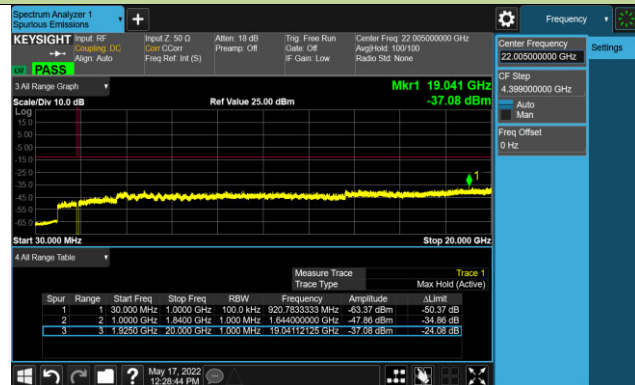 Spectrum Analyzer 1
Spurious Emissions
+
Frequency
KEYSIGHT
Input: RF
Coupling: DC
Align: Auto
Input Z: 50 Ω
Corr CCorr
Freq Ref: Int (S)
Atten: 18 dB
Preamp: Off
Trig: Free Run
Gate: Off
IF Gain: Low
Center Freq: 22.005000000 GHz
Avg|Hold: 100/100
Radio Std: None
PASS
Center Frequency
22.005000000 GHz
Settings
CF Step
4.399000000 GHz
Auto
Man
Freq Offset
0 Hz
3 All Range Graph
Mkr1 19.041 GHz
Scale/Div 10.0 dB
Ref Value 25.00 dBm
-37.08 dBm
Log
15.0
5.00
-5.00
-15.0
-25.0
-35.0
-45.0
-55.0
-65.0
1
Start 30.000 MHz
Stop 20.000 GHz
4 All Range Table
Measure Trace Trace 1
Trace Type Max Hold (Active)
Spur Range Start Freq Stop Freq RBW Frequency Amplitude ΔLimit
1 1 30.000 MHz 1.0000 GHz 100.0 kHz 920.7833333 MHz -63.37 dBm -50.37 dB
2 2 1.0000 GHz 1.8400 GHz 1.000 MHz 1.644000000 GHz -47.86 dBm -34.86 dB
3 3 1.9250 GHz 20.000 GHz 1.000 MHz 19.04112125 GHz -37.08 dBm -24.08 dB
?
May 17, 2022
12:28:44 PM